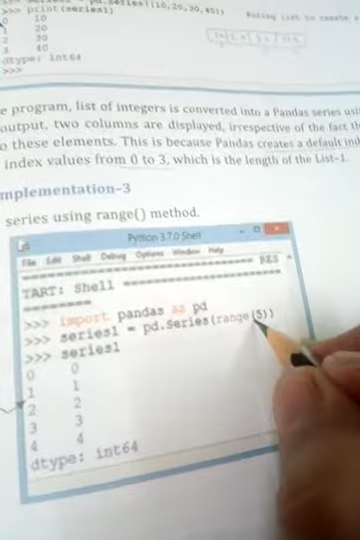 >>> print(series1)
0 10
1 20
2 30
3 40
dtype: int64
>>>
e program, list of integers is converted into a Pandas series usi
output, two columns are displayed, irrespective of the fact th
o these elements. This is because Pandas creates a default ind
index values from 0 to 3, which is the length of the List-1.
mplementation-3
series using range() method.
Python 3.7.0 Shell
File Edit Shell Debug Options Window Help
RES
TART: Shell
>>> import pandas as pd
>>> series1 = pd.Series(range(5))
>>> series1
0 0
1 1
2 2
3 3
4 4
dtype: int64